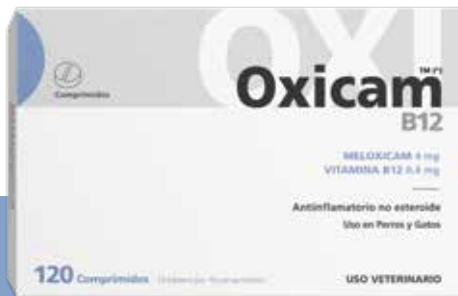 OXI
Comprimidos
Oxicam
B12
MELOXICAM 4 mg
VITAMINA B12 0.4 mg
Antiinflamatorio no esteroide
Uso en Perros y Gatos
120 Comprimidos
USO VETERINARIO